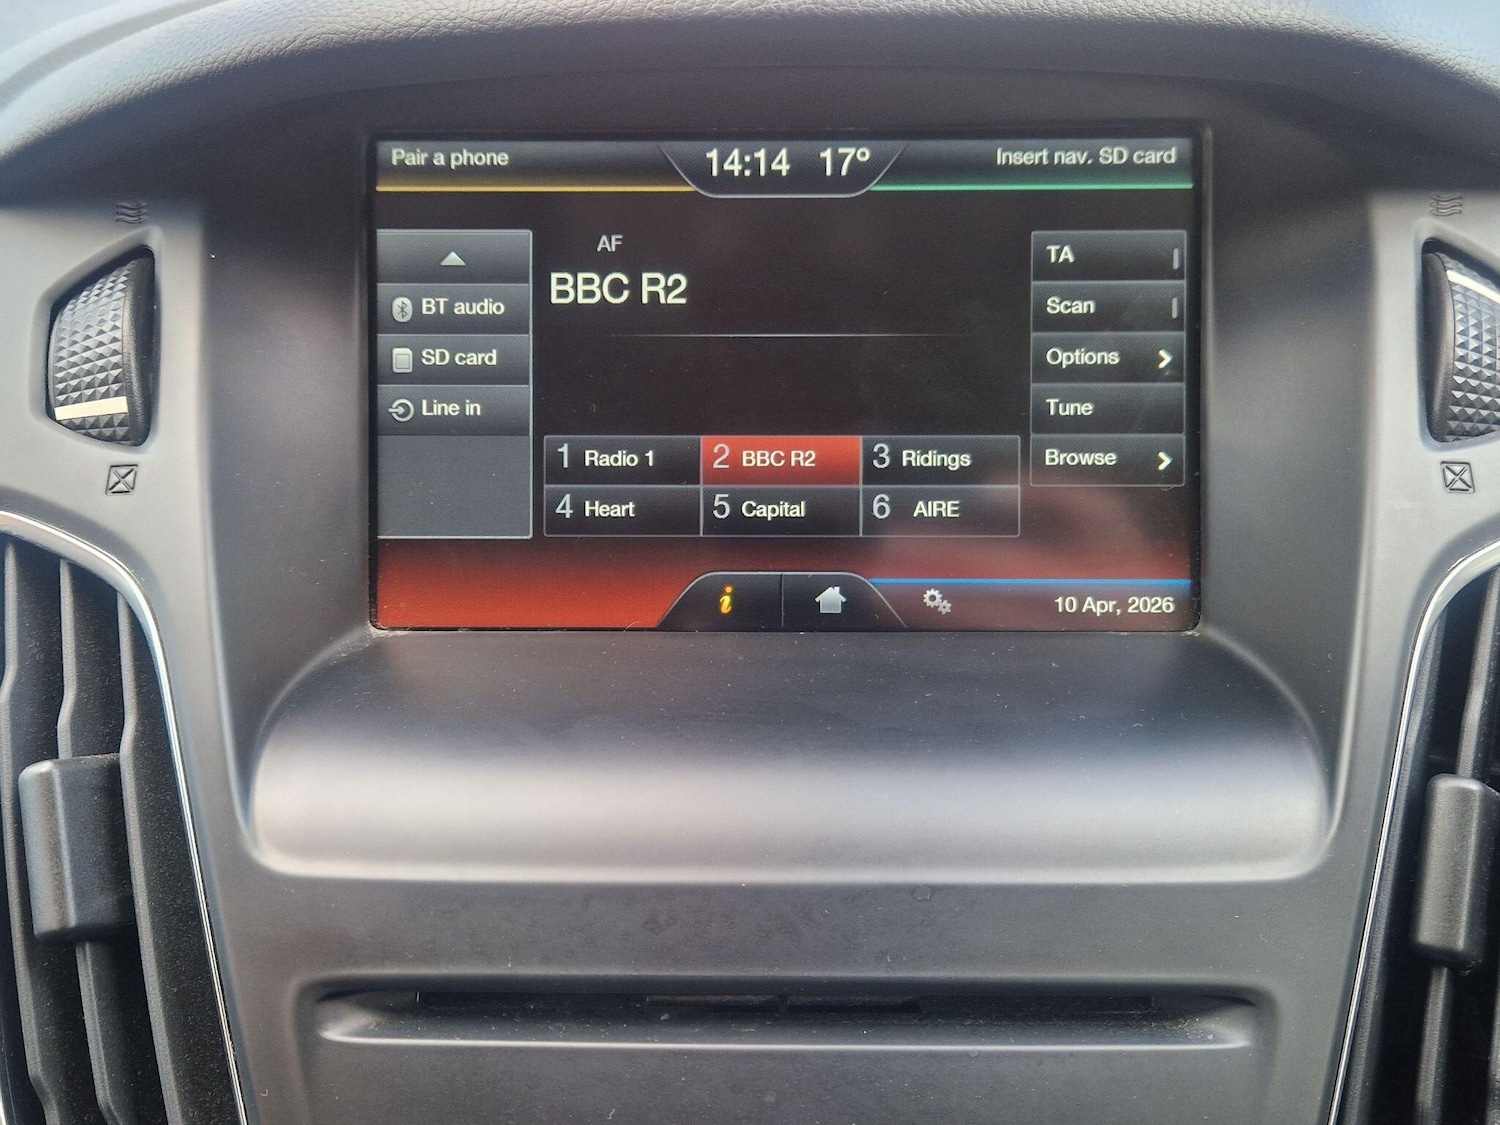 Pair a phone
14:14 17°
Insert nav. SD card
BT audio
SD card
Line in
AF
BBC R2
1 Radio 1
2 BBC R2
3 Ridings
4 Heart
5 Capital
6 AIRE
TA
Scan
Options
Tune
Browse
i
10 Apr, 2026